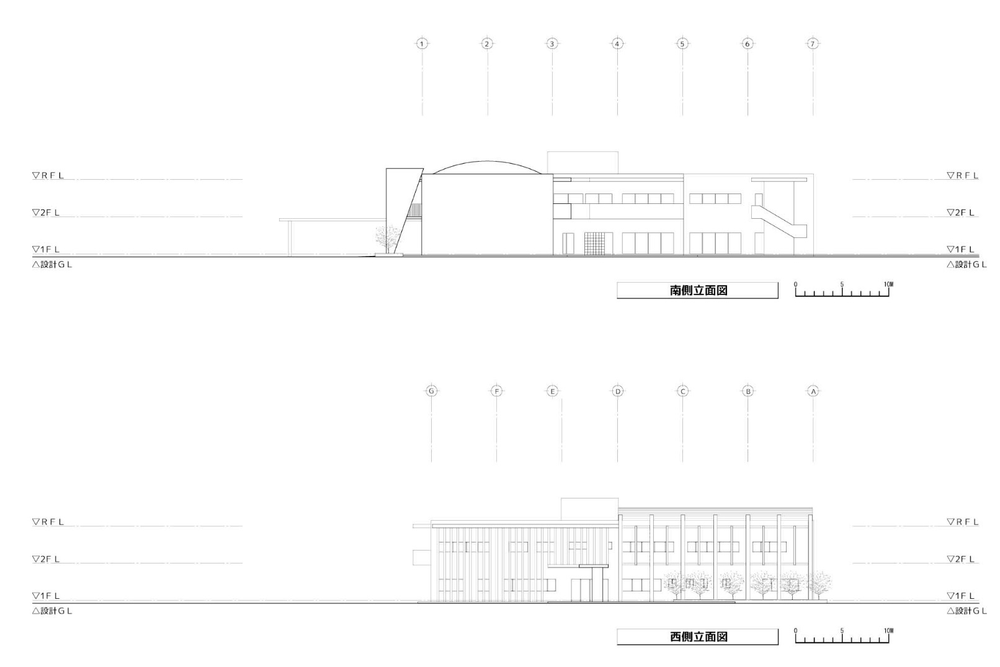 1 2 3 4 5 6 7
▽ＲＦＬ ▽ＲＦＬ
▽2ＦＬ ▽2ＦＬ
▽1ＦＬ ▽1ＦＬ
△設計ＧＬ △設計ＧＬ
南側立面図 0 5 10M
G F E D C B A
▽ＲＦＬ ▽ＲＦＬ
▽2ＦＬ ▽2ＦＬ
▽1ＦＬ ▽1ＦＬ
△設計ＧＬ △設計ＧＬ
西側立面図 0 5 10M